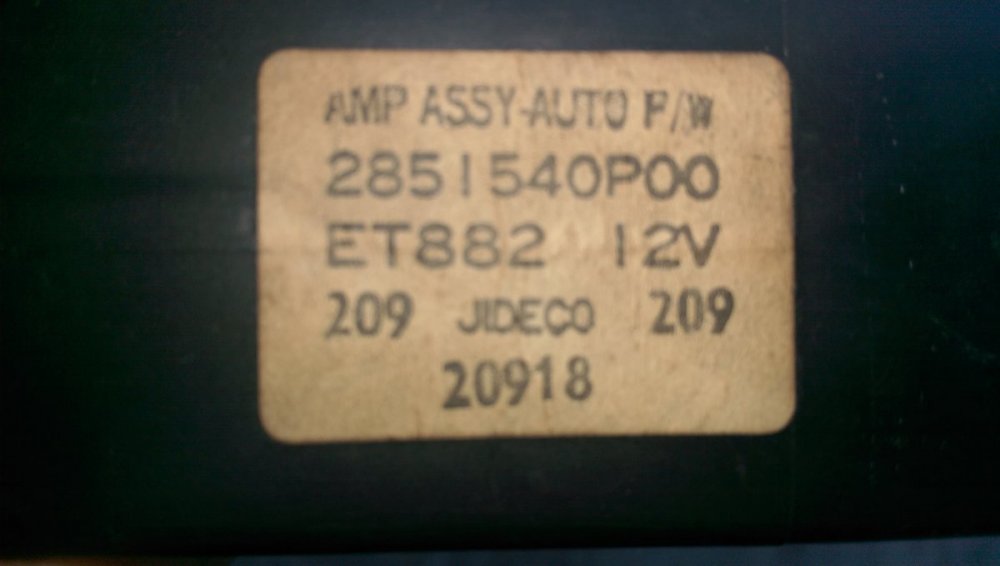 AMP ASSY-AUTO P/W
2851540P00
ET882 12V
209 JIDECO 209
20918